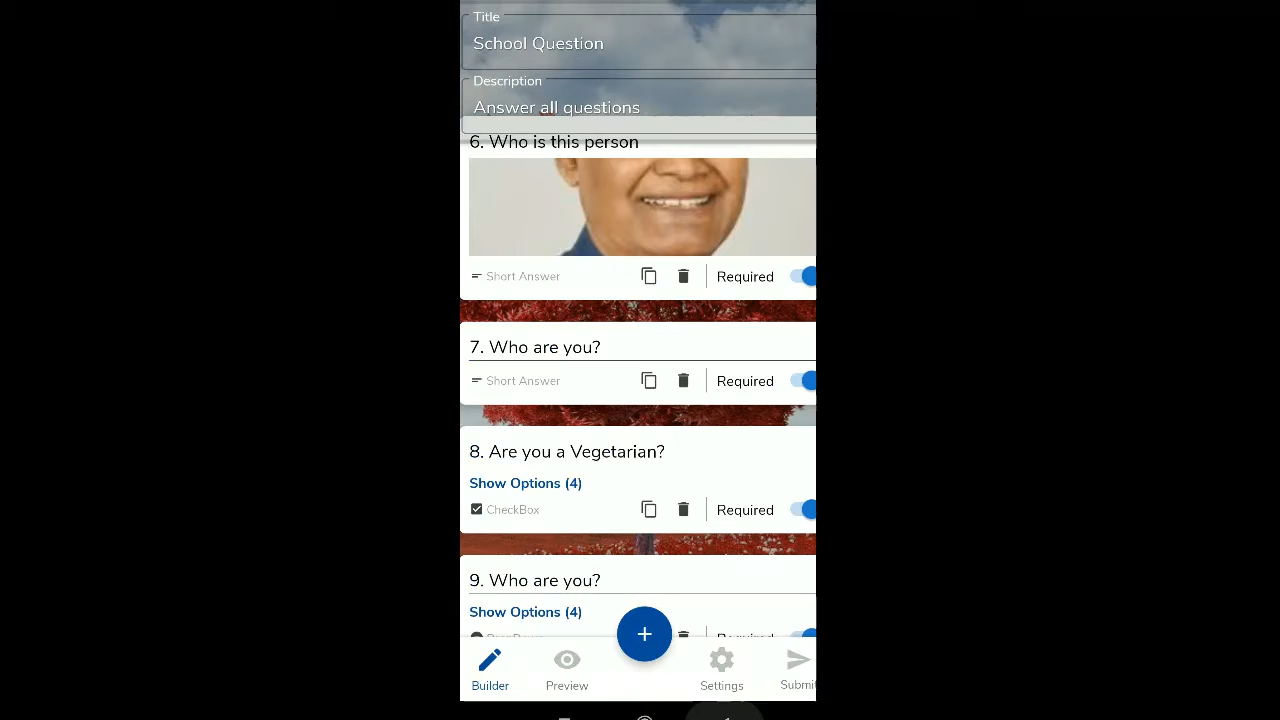 Title
School Question
Description
Answer all questions
6. Who is this person
Short Answer
Required
7. Who are you?
Short Answer
Required
8. Are you a Vegetarian?
Show Options (4)
CheckBox
Required
9. Who are you?
Show Options (4)
Required
Builder
Preview
Settings
Submit